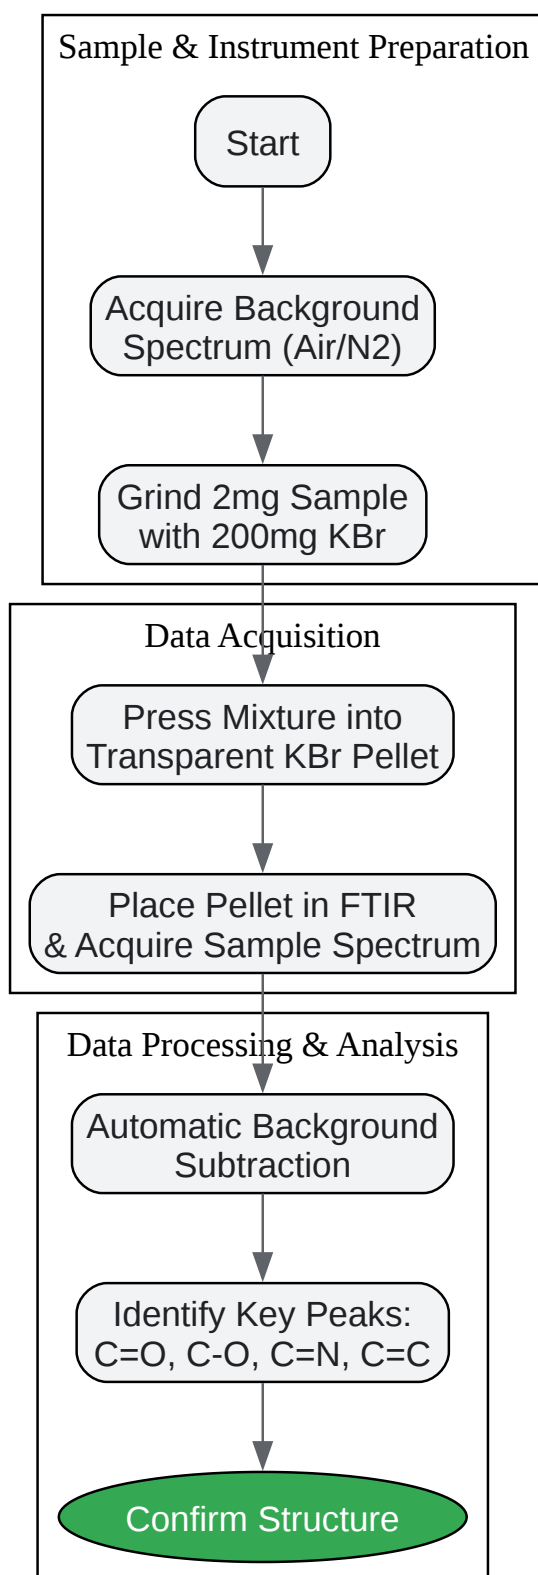 Sample & Instrument Preparation
Start
Acquire Background
Spectrum (Air/N2)
Grind 2mg Sample
with 200mg KBr
Data Acquisition
Press Mixture into
Transparent KBr Pellet
Place Pellet in FTIR
& Acquire Sample Spectrum
Data Processing & Analysis
Automatic Background
Subtraction
Identify Key Peaks:
C=O, C-O, C=N, C=C
Confirm Structure